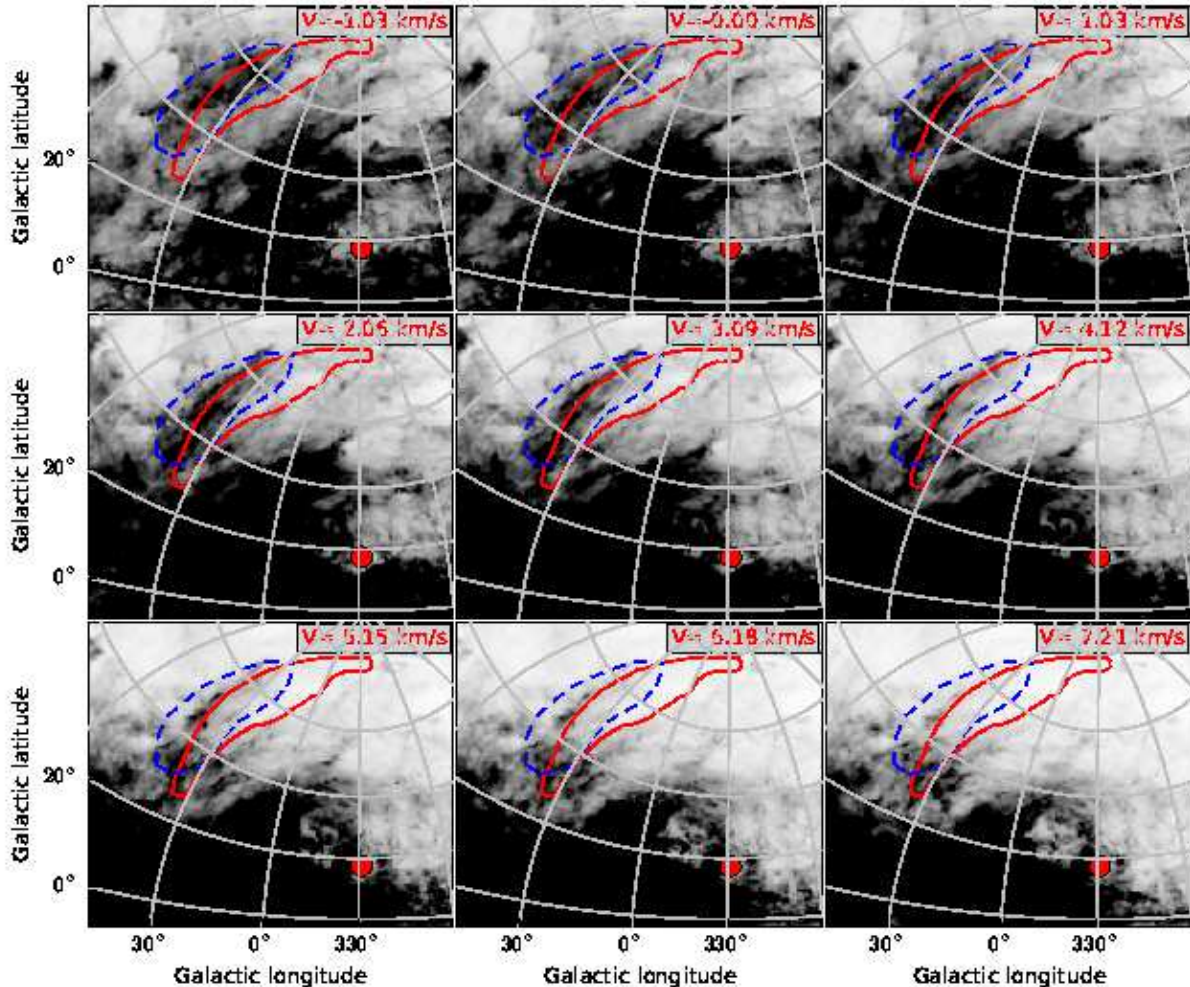 V=-1.03 km/s
V=-0.00 km/s
V= 1.03 km/s
Galactic latitude
20°
0°
V= 2.06 km/s
V= 3.09 km/s
V= 4.12 km/s
Galactic latitude
20°
0°
V= 5.15 km/s
V= 6.18 km/s
V= 7.21 km/s
Galactic latitude
20°
0°
30° 0° 330°
30° 0° 330°
30° 0° 330°
Galactic longitude
Galactic longitude
Galactic longitude